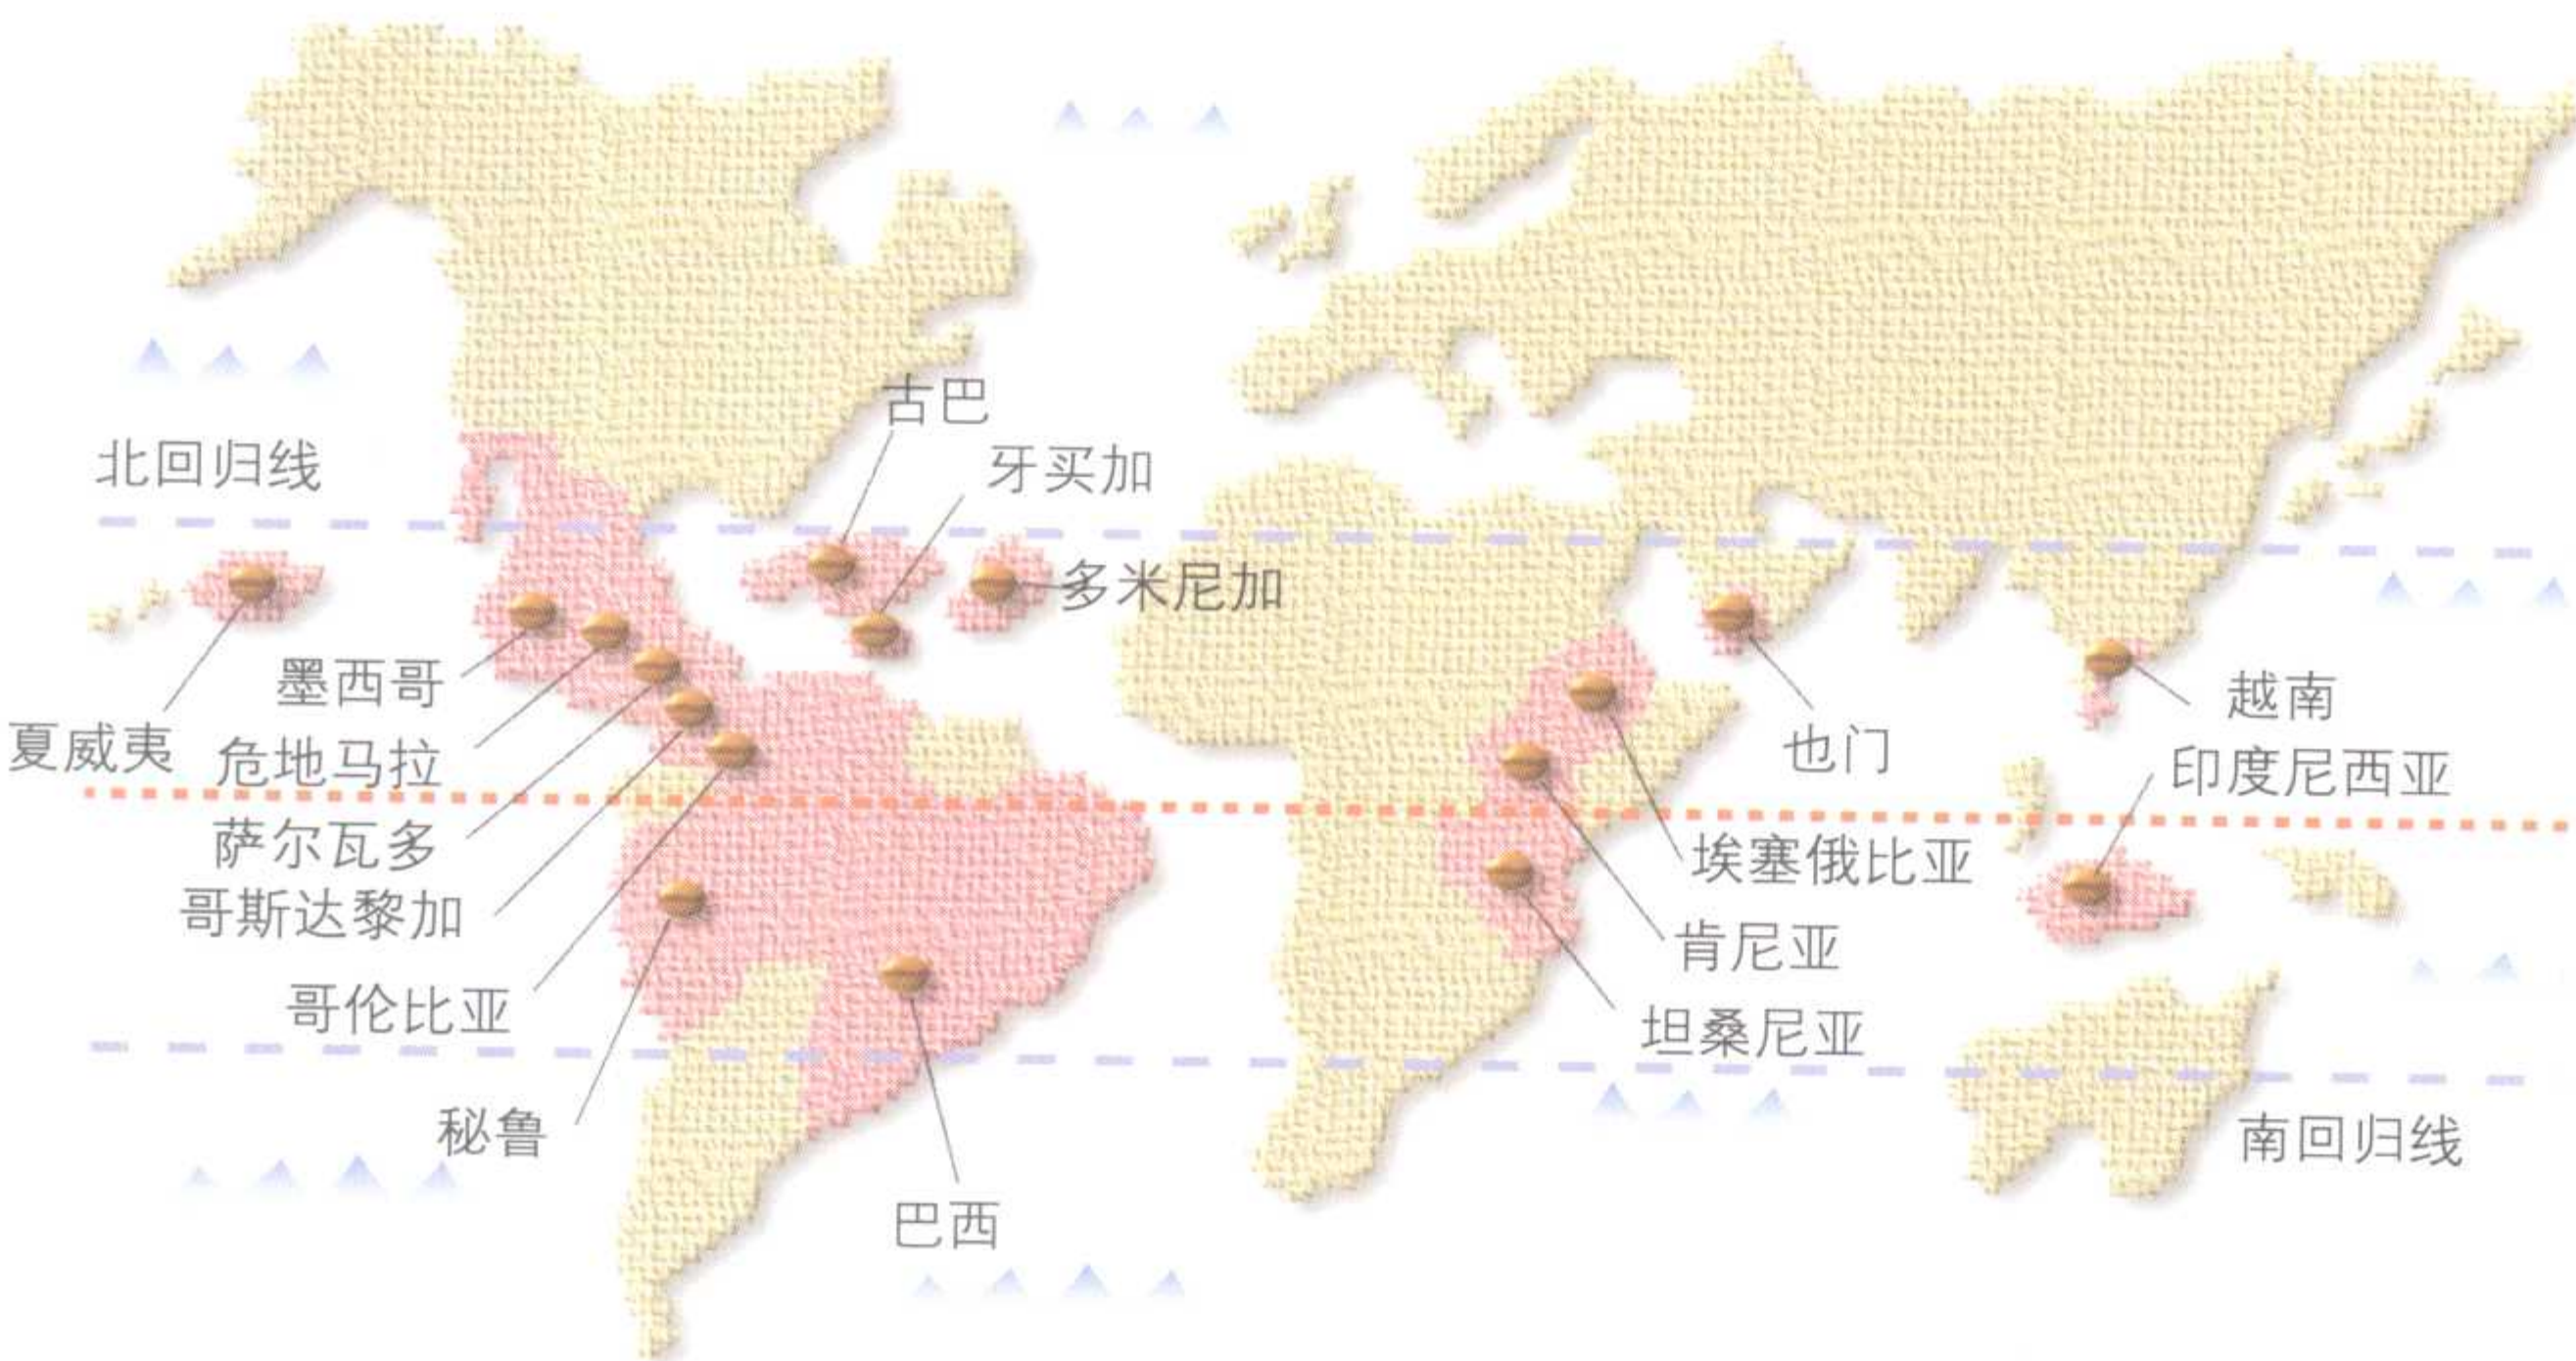 古巴
牙买加
北回归线
多米尼加
夏威夷
墨西哥
危地马拉
萨尔瓦多
哥斯达黎加
哥伦比亚
秘鲁
巴西
也门
越南
印度尼西亚
埃塞俄比亚
肯尼亚
坦桑尼亚
南回归线